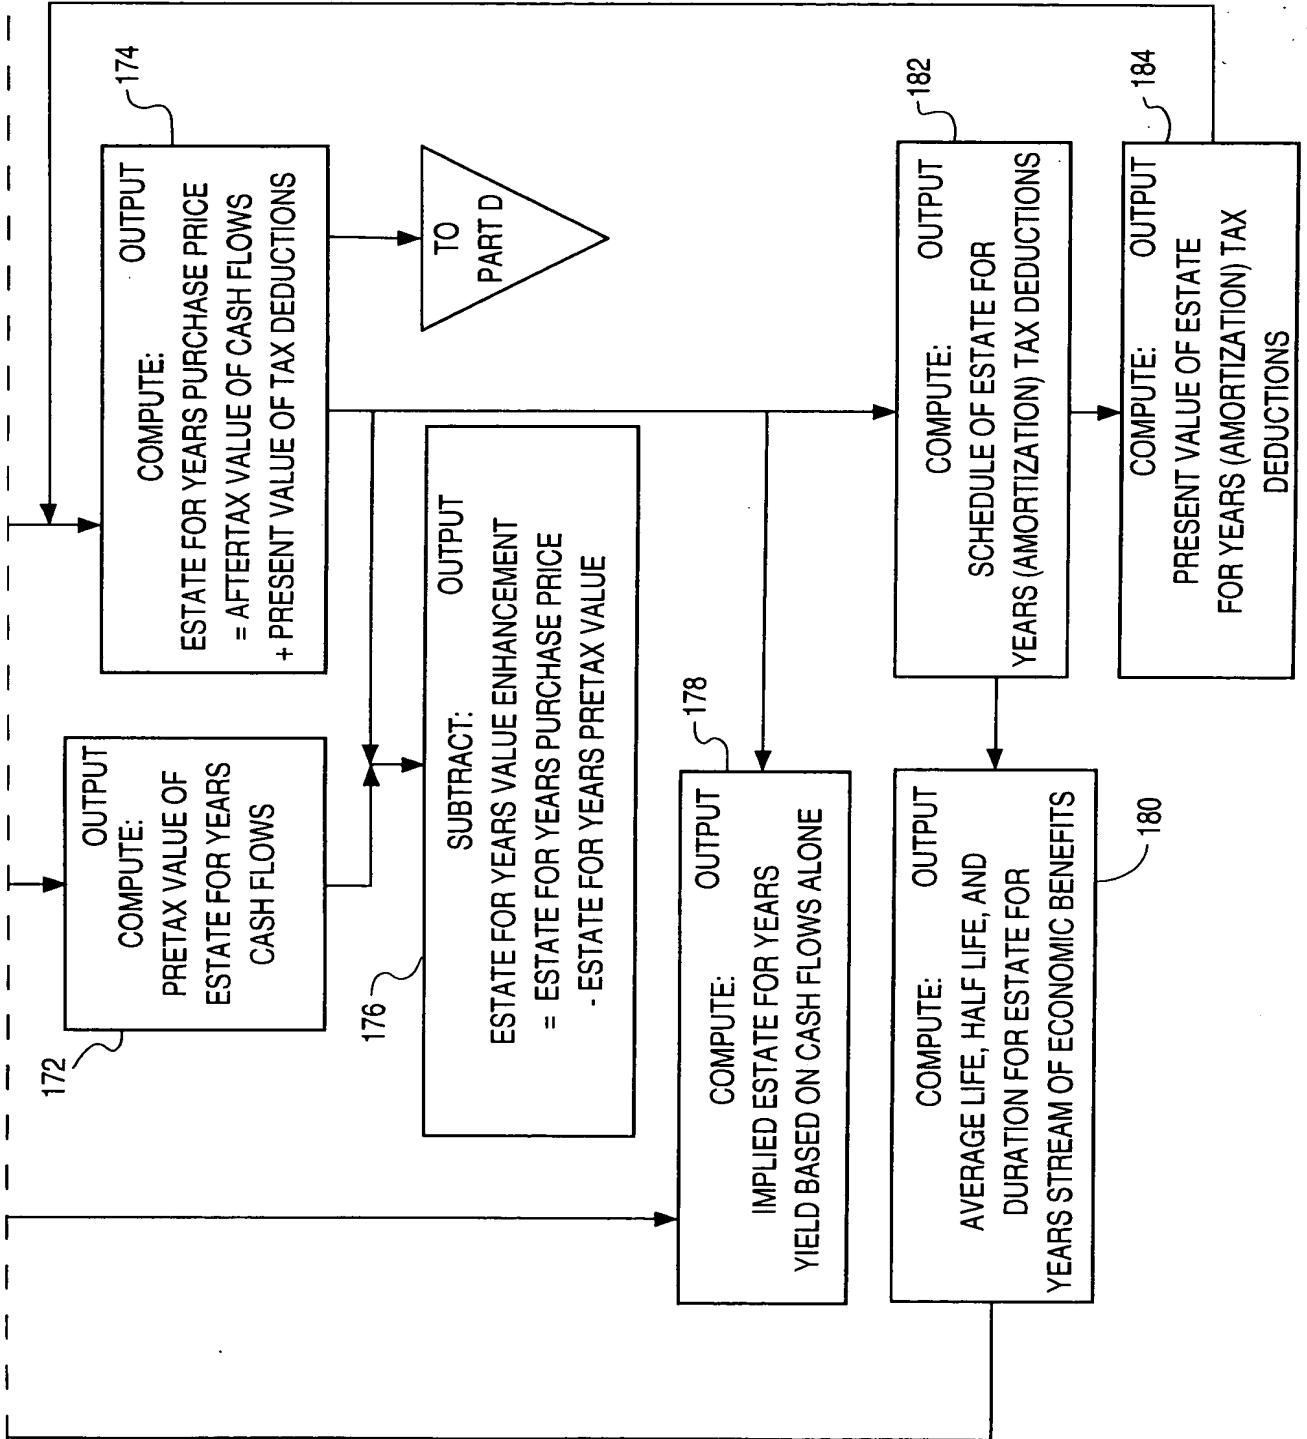 172
OUTPUT
COMPUTE:
PRETAX VALUE OF
ESTATE FOR YEARS
CASH FLOWS
174
OUTPUT
COMPUTE:
ESTATE FOR YEARS PURCHASE PRICE
= AFTERTAX VALUE OF CASH FLOWS
+ PRESENT VALUE OF TAX DEDUCTIONS
TO
PART D
176
SUBTRACT: OUTPUT
ESTATE FOR YEARS VALUE ENHANCEMENT
= ESTATE FOR YEARS PURCHASE PRICE
- ESTATE FOR YEARS PRETAX VALUE
178
COMPUTE: OUTPUT
IMPLIED ESTATE FOR YEARS
YIELD BASED ON CASH FLOWS ALONE
180
COMPUTE: OUTPUT
AVERAGE LIFE, HALF LIFE, AND
DURATION FOR ESTATE FOR
YEARS STREAM OF ECONOMIC BENEFITS
182
COMPUTE: OUTPUT
SCHEDULE OF ESTATE FOR
YEARS (AMORTIZATION) TAX DEDUCTIONS
184
COMPUTE: OUTPUT
PRESENT VALUE OF ESTATE
FOR YEARS (AMORTIZATION) TAX
DEDUCTIONS